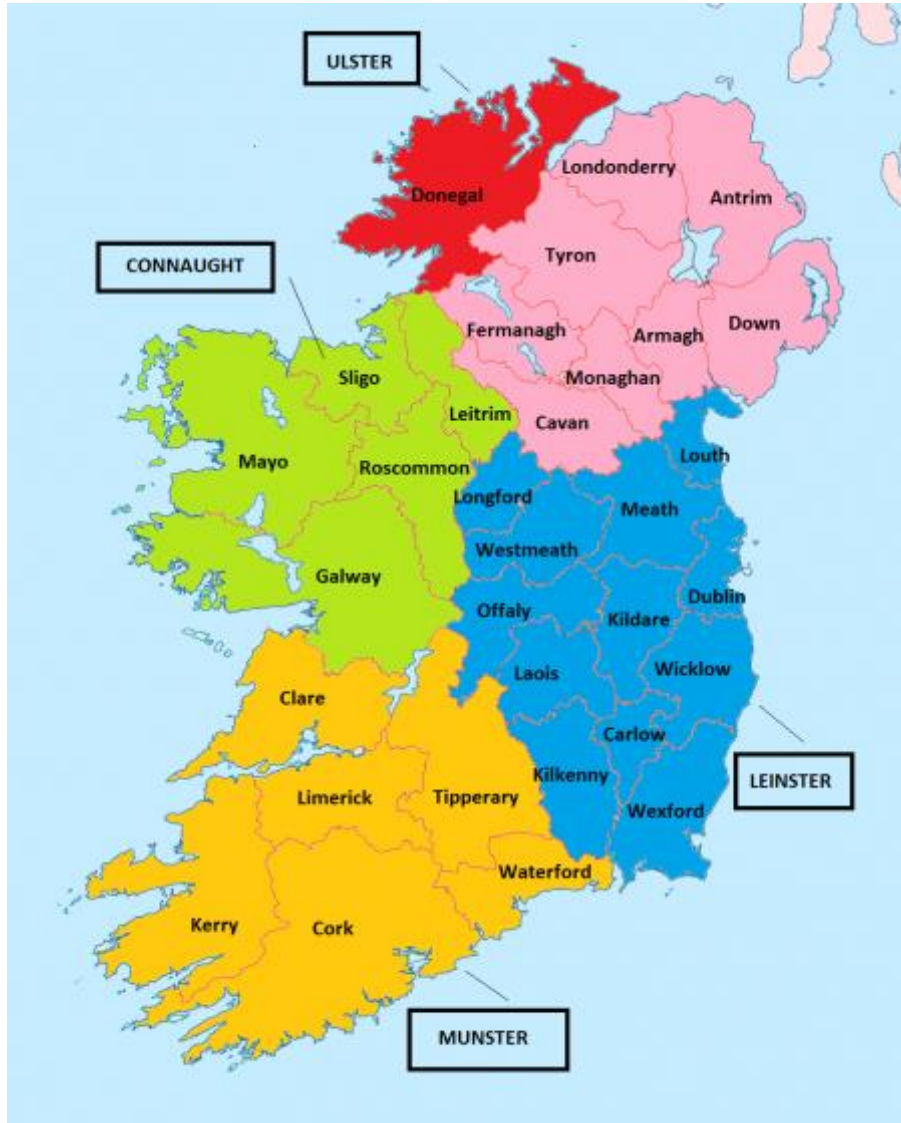 ULSTER
Londonderry
Donegal
Antrim
Tyron
CONNAUGHT
Fermanagh
Armagh
Down
Sligo
Monaghan
Leitrim
Cavan
Mayo
Roscommon
Louth
Longford
Meath
Westmeath
Galway
Dublin
Offaly
Kildare
Laois
Wicklow
Clare
Carlow
Kilkenny
LEINSTER
Limerick
Tipperary
Wexford
Waterford
Kerry
Cork
MUNSTER